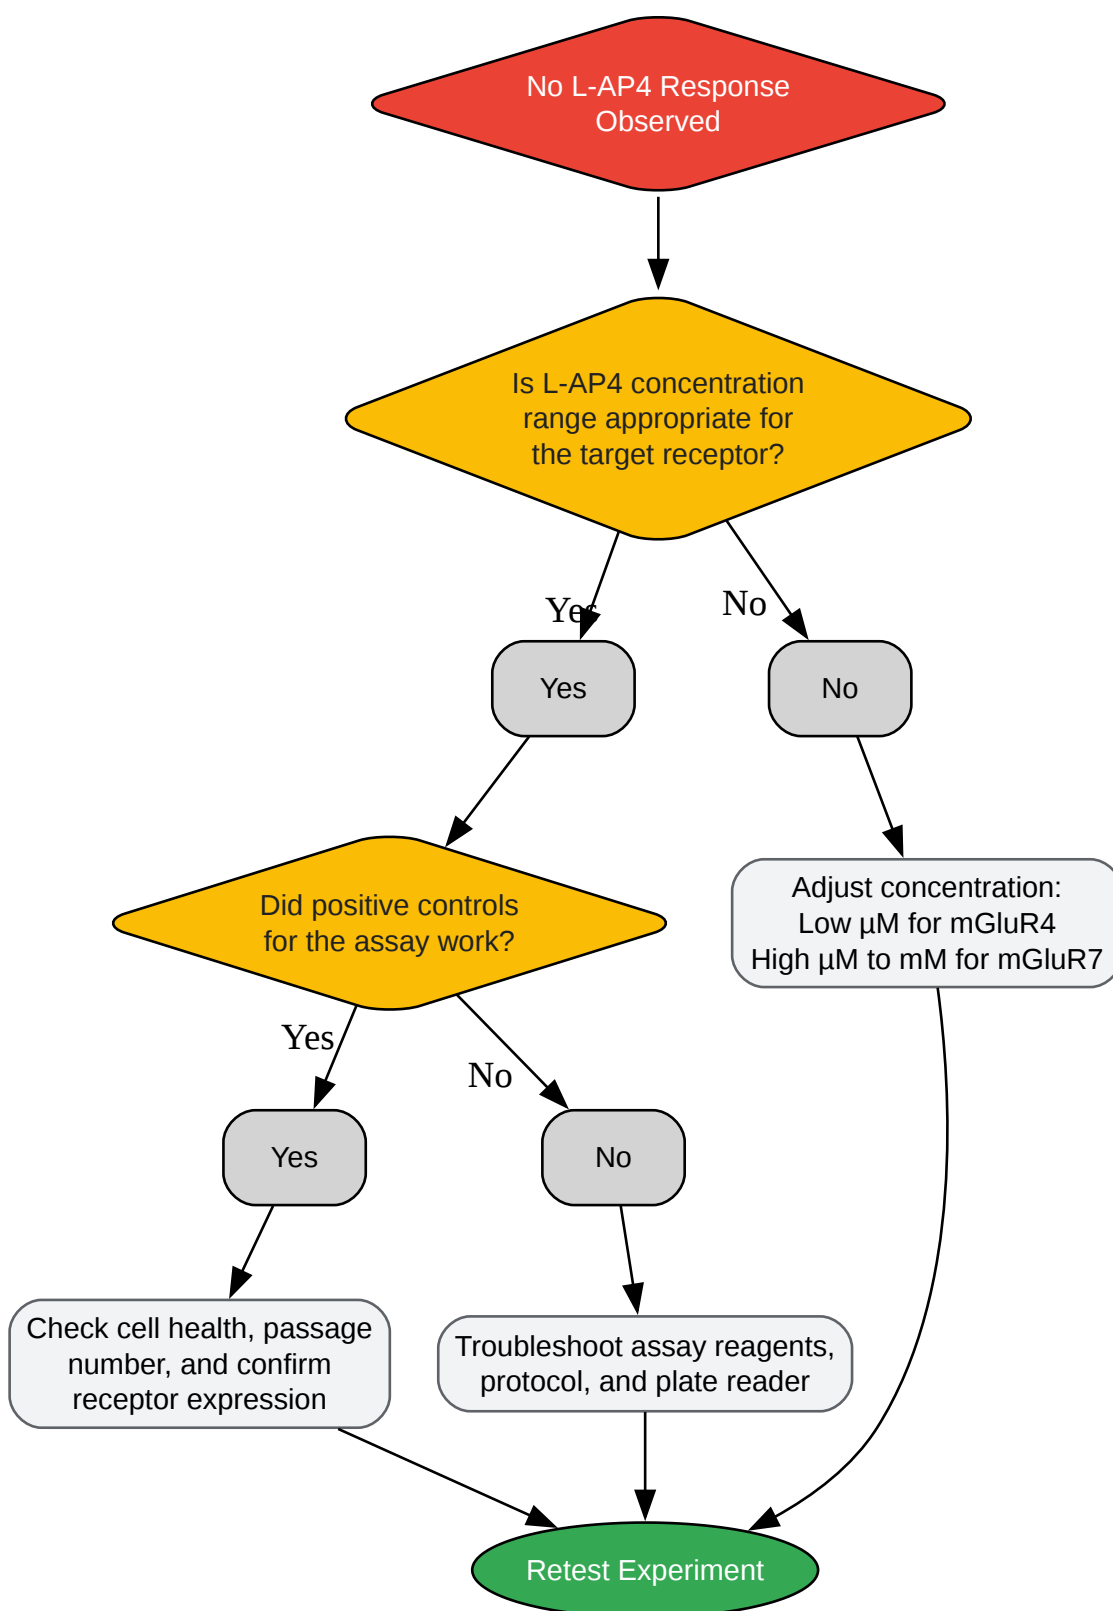 No L-AP4 Response
Observed
Is L-AP4 concentration
range appropriate for
the target receptor?
Yes
No
Yes
No
Did positive controls
for the assay work?
Adjust concentration:
Low µM for mGluR4
High µM to mM for mGluR7
Yes
No
Yes
No
Check cell health, passage
number, and confirm
receptor expression
Troubleshoot assay reagents,
protocol, and plate reader
Retest Experiment